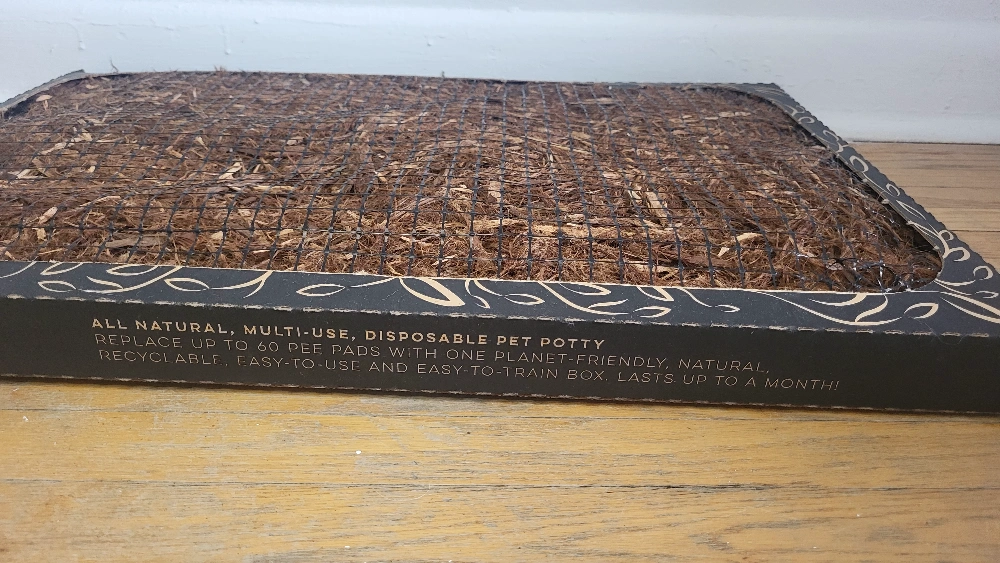 ALL NATURAL, MULTI-USE, DISPOSABLE PET POTTY
REPLACE UP TO 60 PEE PADS WITH ONE PLANET-FRIENDLY, NATURAL,
RECYCLABLE, EASY-TO-USE AND EASY-TO-TRAIN BOX. LASTS UP TO A MONTH!